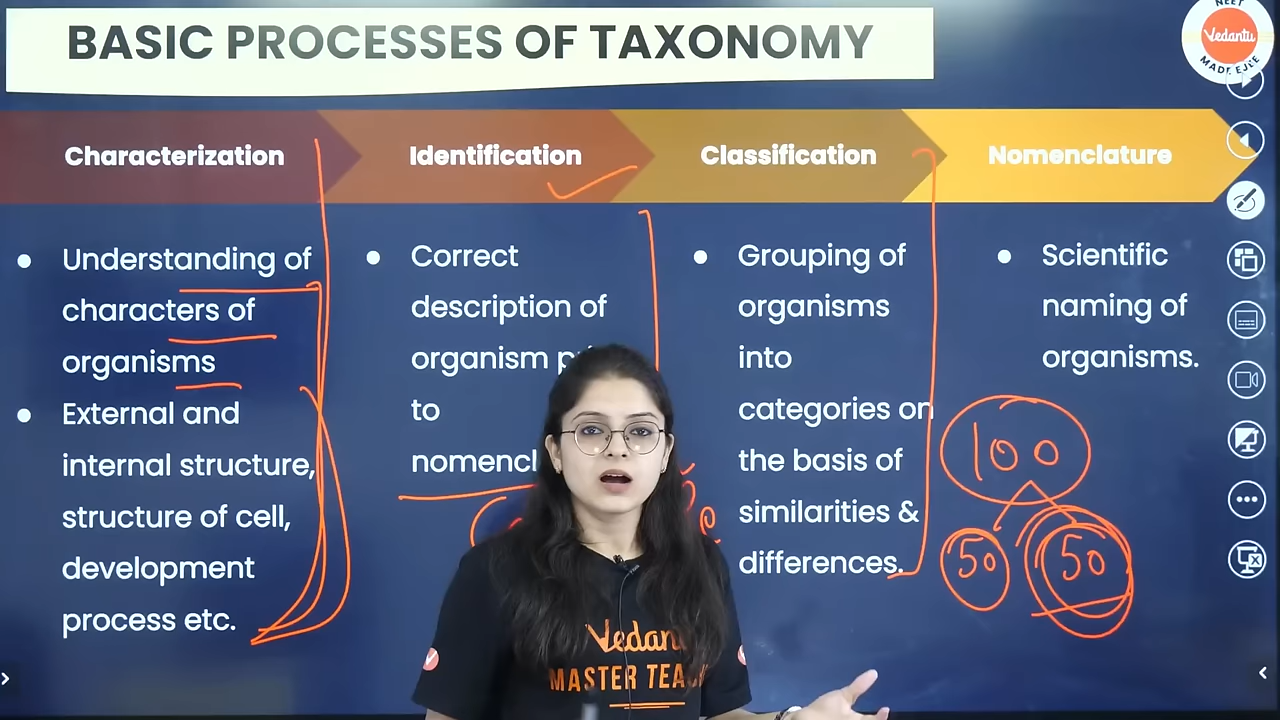 BASIC PROCESSES OF TAXONOMY
NEET
Vedantu
MADE EJEE
Characterization
Identification
Classification
Nomenclature
Understanding of
characters of
organisms
External and
internal structure,
structure of cell,
development
process etc.
Correct
description of
organism
to
Grouping of
organisms
into
categories on
the basis of
similarities &
differences.
Scientific
naming of
organisms.
100
50
50
MASTER